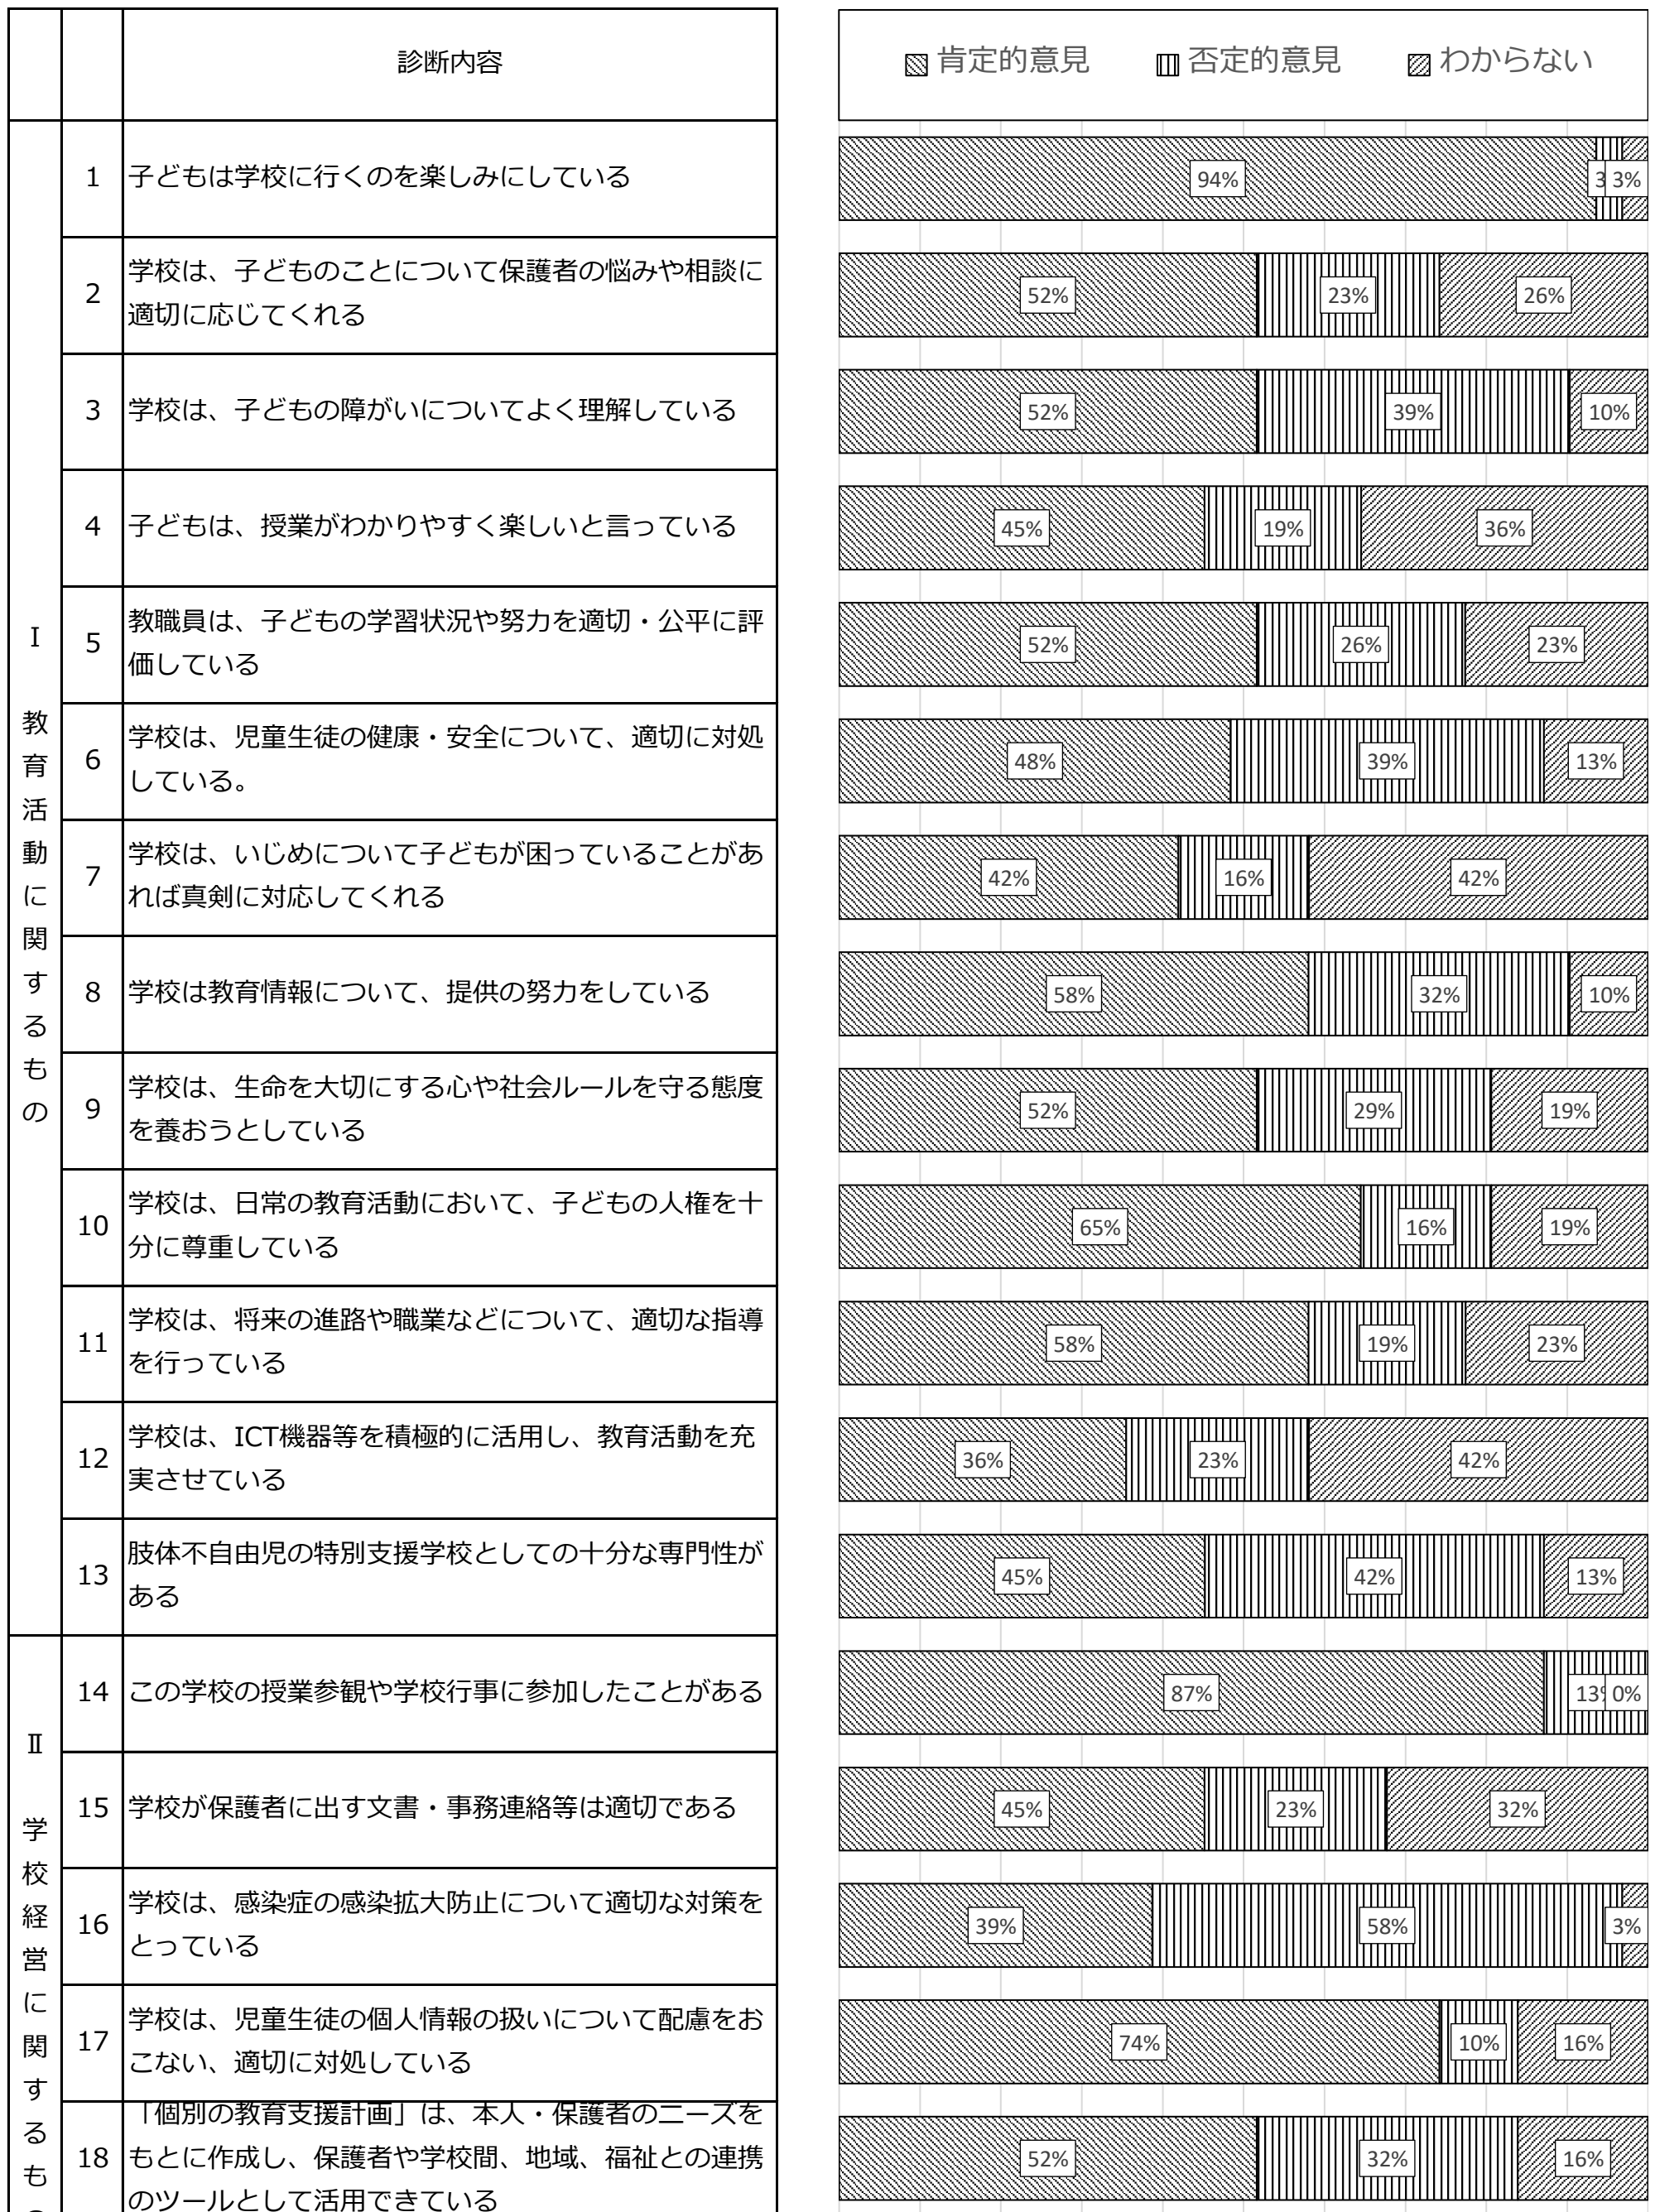 診断内容
肯定的意見 否定的意見 わからない
Ⅰ 教育活動に関するもの
1 子どもは学校に行くのを楽しみにしている
94% 3 3%
2 学校は、子どものことについて保護者の悩みや相談に
適切に応じてくれる
52% 23% 26%
3 学校は、子どもの障がいについてよく理解している
52% 39% 10%
4 子どもは、授業がわかりやすく楽しいと言っている
45% 19% 36%
5 教職員は、子どもの学習状況や努力を適切・公平に評
価している
52% 26% 23%
6 学校は、児童生徒の健康・安全について、適切に対処
している。
48% 39% 13%
7 学校は、いじめについて子どもが困っていることがあ
れば真剣に対応してくれる
42% 16% 42%
8 学校は教育情報について、提供の努力をしている
58% 32% 10%
9 学校は、生命を大切にする心や社会ルールを守る態度
を養おうとしている
52% 29% 19%
10 学校は、日常の教育活動において、子どもの人権を十
分に尊重している
65% 16% 19%
11 学校は、将来の進路や職業などについて、適切な指導
を行っている
58% 19% 23%
12 学校は、ICT機器等を積極的に活用し、教育活動を充
実させている
36% 23% 42%
13 肢体不自由児の特別支援学校としての十分な専門性が
ある
45% 42% 13%
Ⅱ 学校経営に関するも
14 この学校の授業参観や学校行事に参加したことがある
87% 13% 0%
15 学校が保護者に出す文書・事務連絡等は適切である
45% 23% 32%
16 学校は、感染症の感染拡大防止について適切な対策を
とっている
39% 58% 3%
17 学校は、児童生徒の個人情報の扱いについて配慮をお
こない、適切に対処している
74% 10% 16%
18 「個別の教育支援計画」は、本人・保護者のニーズを
もとに作成し、保護者や学校間、地域、福祉との連携
のツールとして活用できている
52% 32% 16%